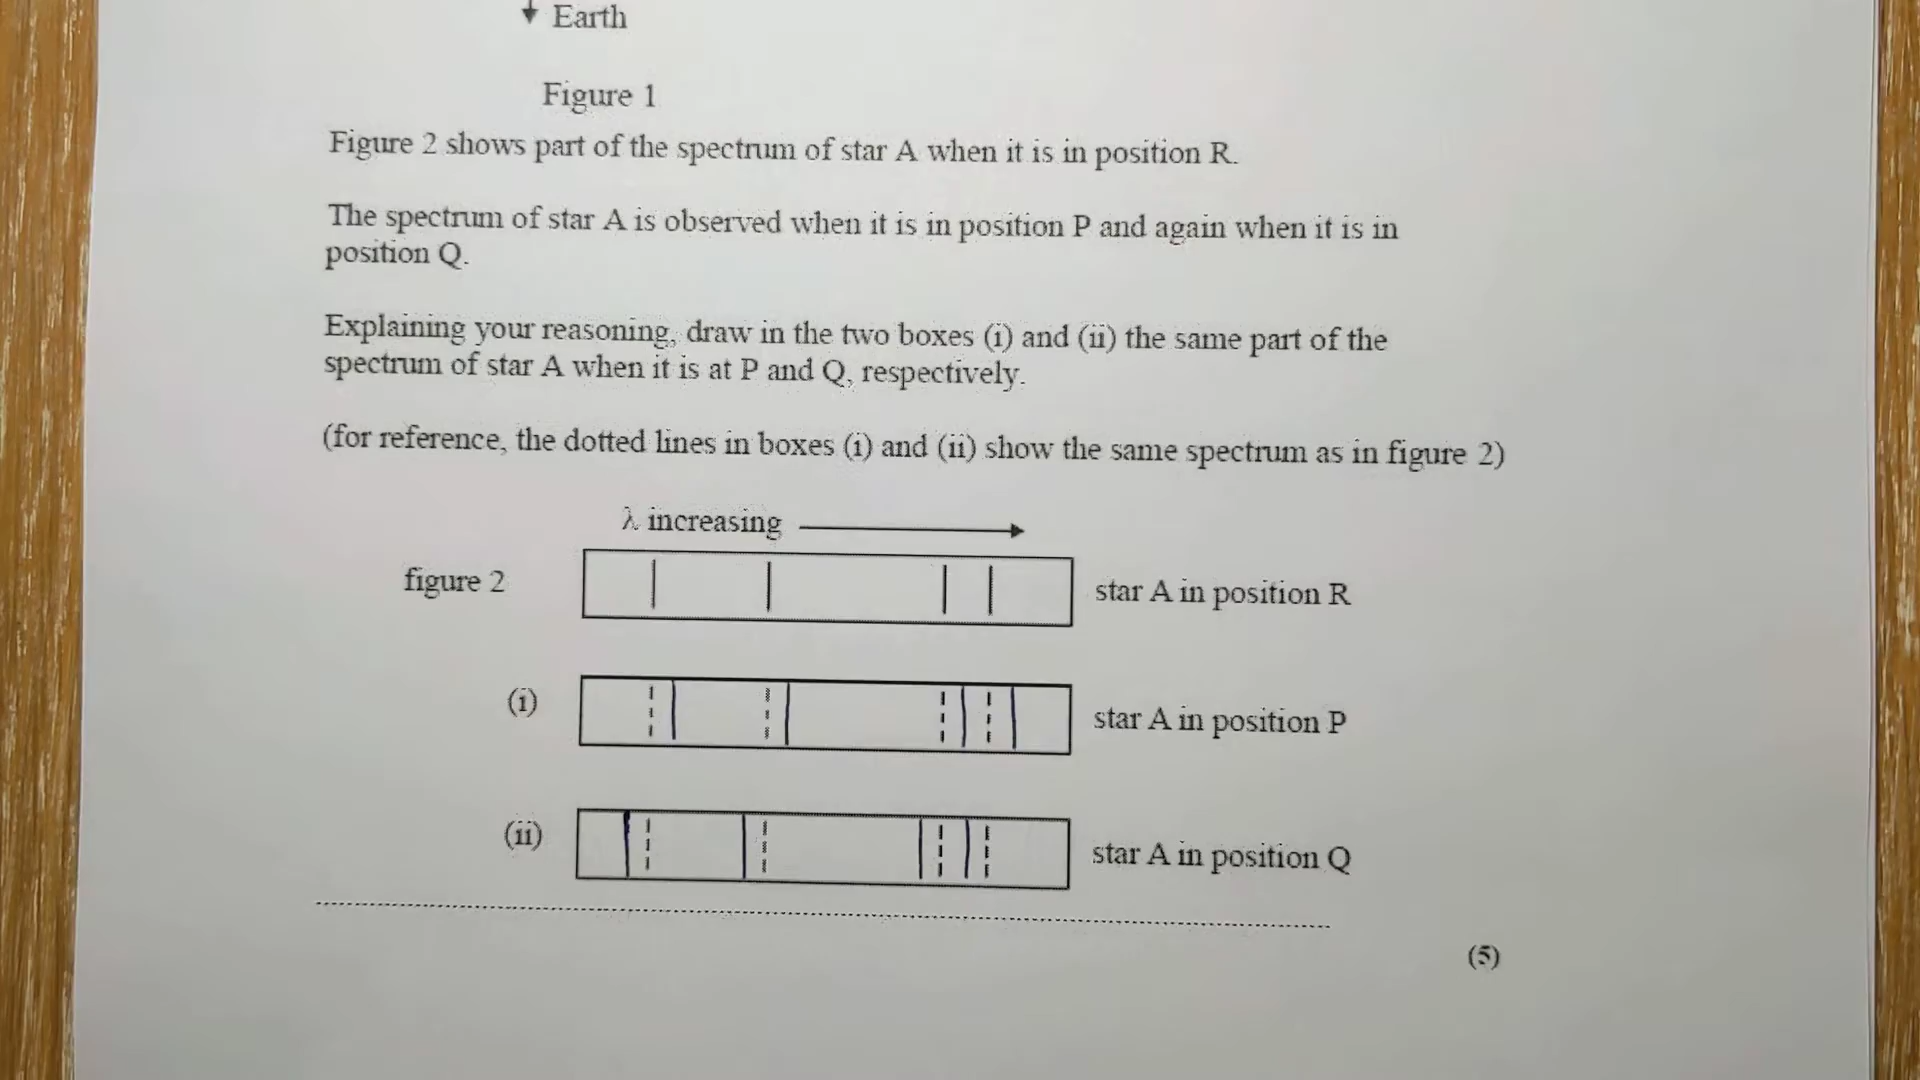 Earth
Figure 1
Figure 2 shows part of the spectrum of star A when it is in position R.
The spectrum of star A is observed when it is in position P and again when it is in
position Q.
Explaining your reasoning, draw in the two boxes (i) and (ii) the same part of the
spectrum of star A when it is at P and Q, respectively.
(for reference, the dotted lines in boxes (i) and (ii) show the same spectrum as in figure 2)
λ increasing
figure 2
star A in position R
(i)
star A in position P
(ii)
star A in position Q
(5)